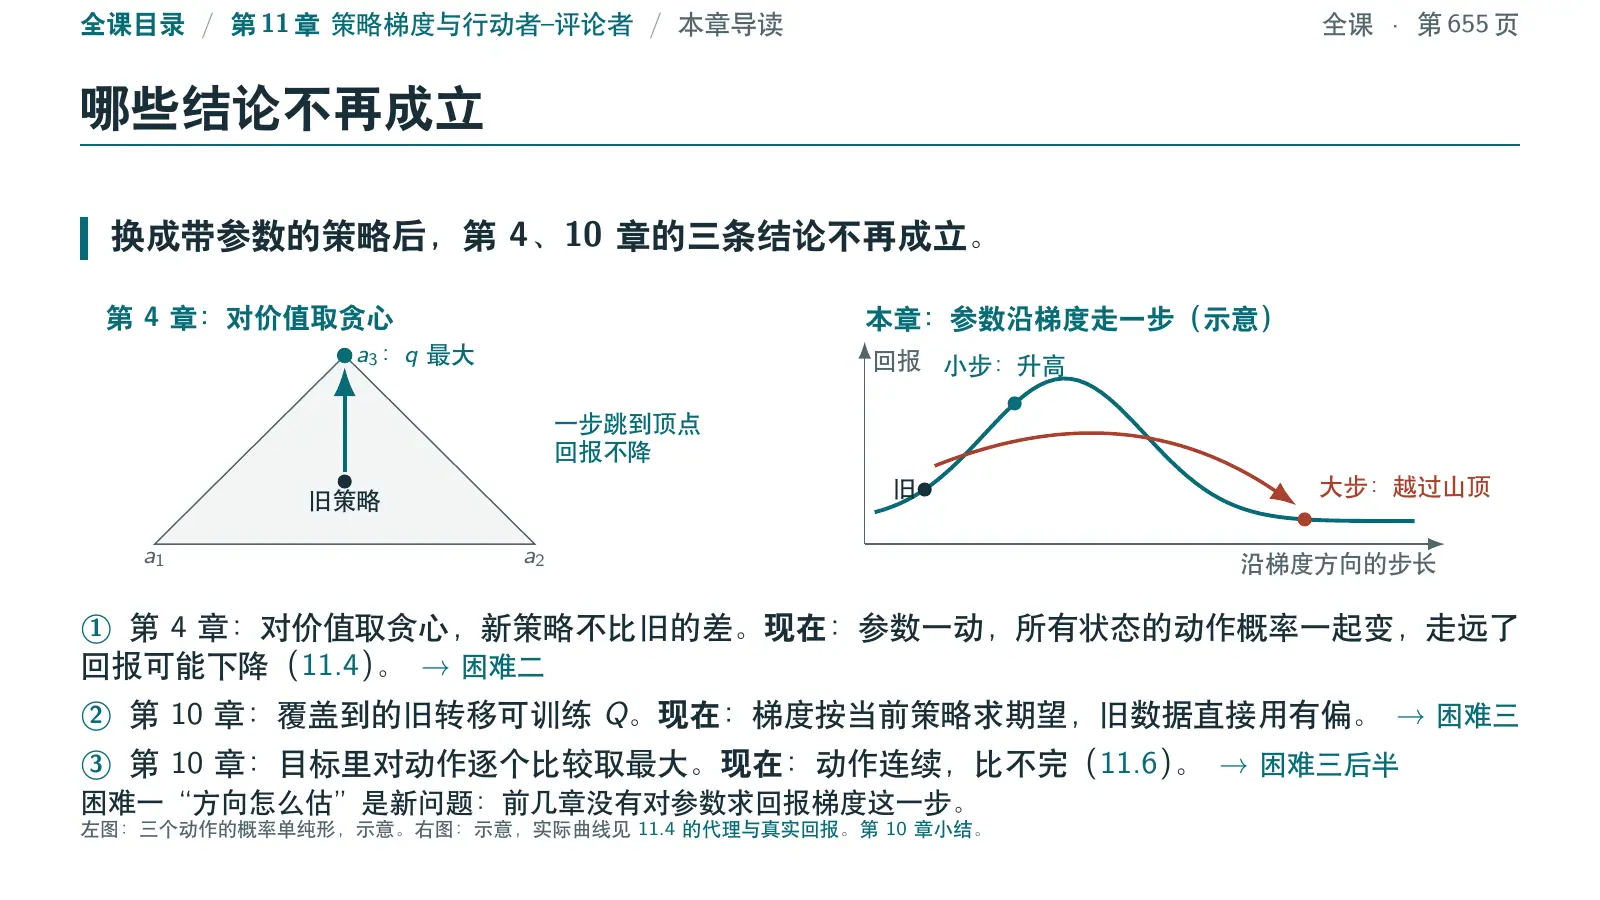 全课目录 / 第 11 章 策略梯度与行动者–评论者 / 本章导读
全课 · 第 655 页
哪些结论不再成立
换成带参数的策略后，第 4、10 章的三条结论不再成立。
第 4 章：对价值取贪心
a3：q 最大
一步跳到顶点
回报不降
旧策略
a1
a2
本章：参数沿梯度走一步（示意）
回报
小步：升高
旧
大步：越过山顶
沿梯度方向的步长
① 第 4 章：对价值取贪心，新策略不比旧的差。现在：参数一动，所有状态的动作概率一起变，走远了
回报可能下降（11.4）。 → 困难二
② 第 10 章：覆盖到的旧转移可训练 Q。现在：梯度按当前策略求期望，旧数据直接用有偏。 → 困难三
③ 第 10 章：目标里对动作逐个比较取最大。现在：动作连续，比不完（11.6）。 → 困难三后半
困难一 “方向怎么估” 是新问题：前几章没有对参数求回报梯度这一步。
左图：三个动作的概率单纯形，示意。右图：示意，实际曲线见 11.4 的代理与真实回报。第 10 章小结。